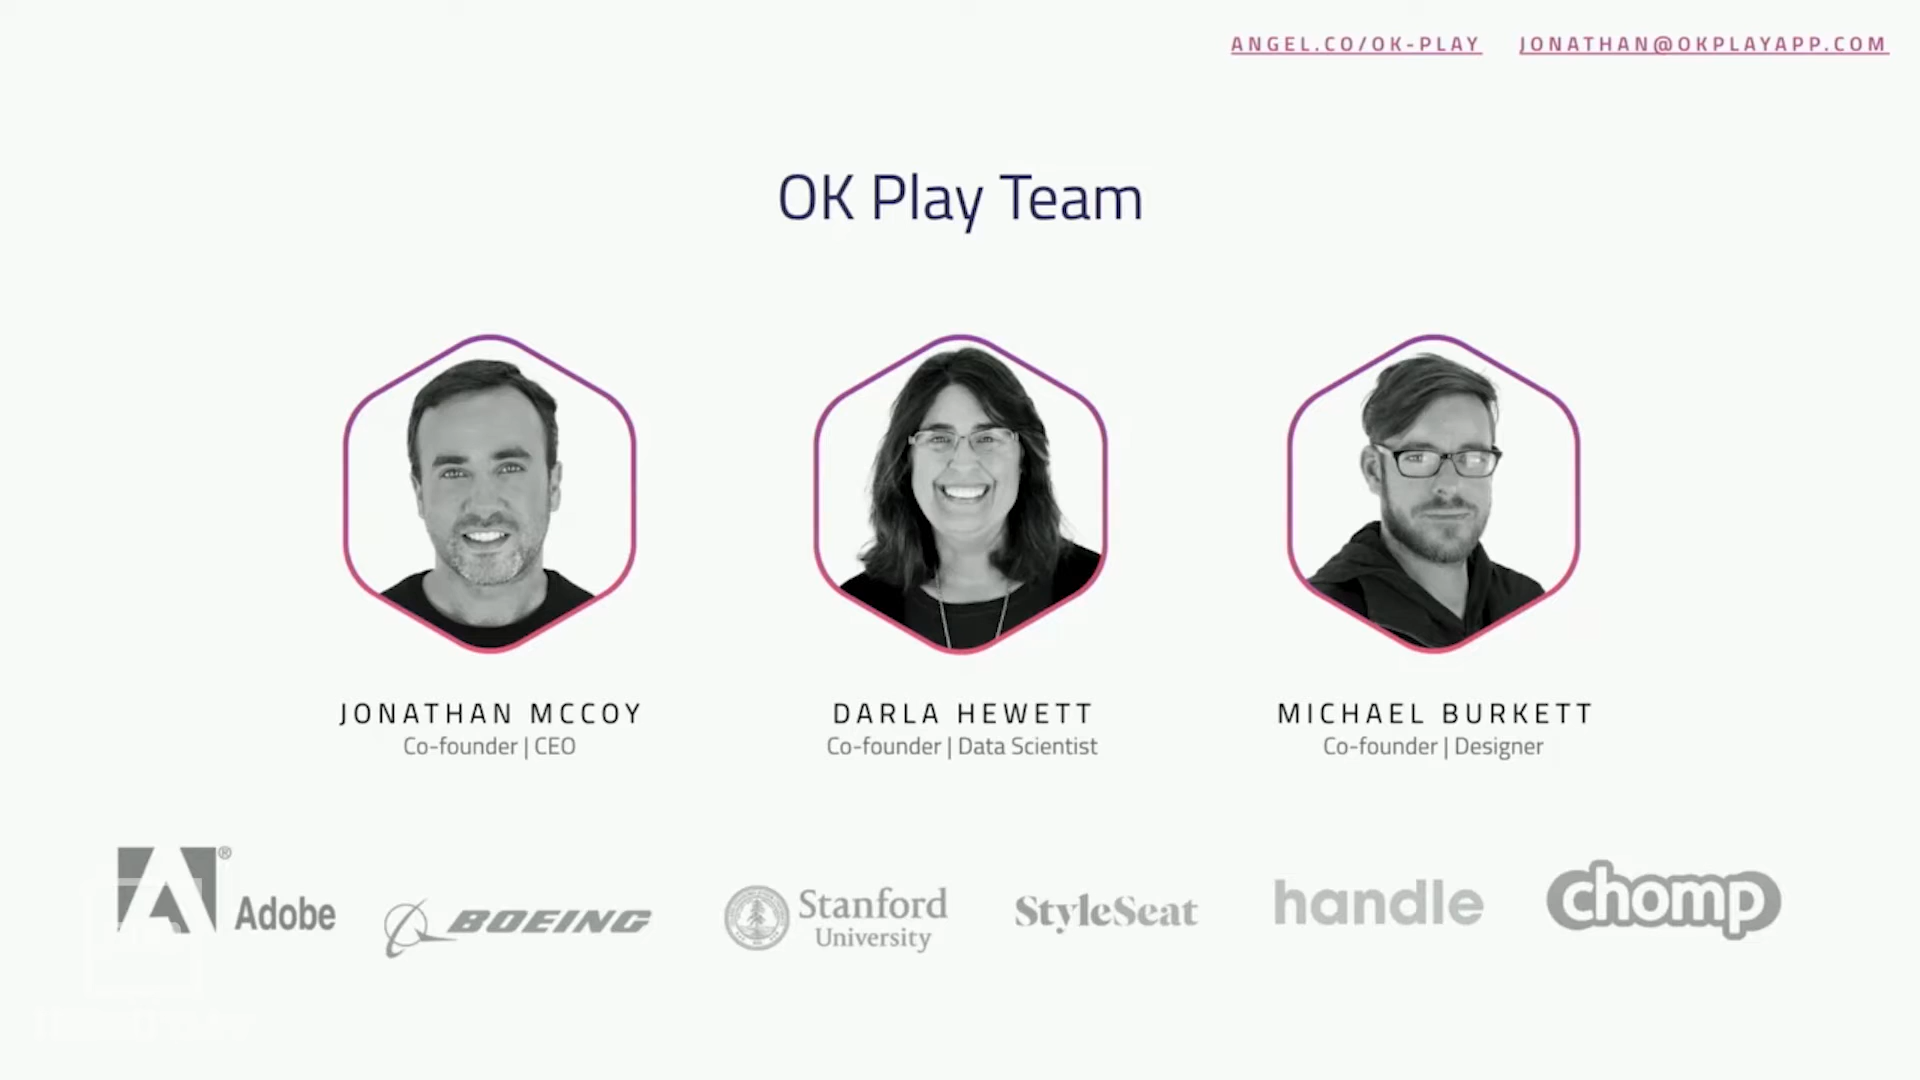 ANGEL.CO/OK-PLAY JONATHAN@OKPLAYAPP.COM
OK Play Team
JONATHAN MCCOY
Co-founder | CEO
DARLA HEWETT
Co-founder | Data Scientist
MICHAEL BURKETT
Co-founder | Designer
Adobe®
BOEING
Stanford
University
StyleSeat
handle
chomp